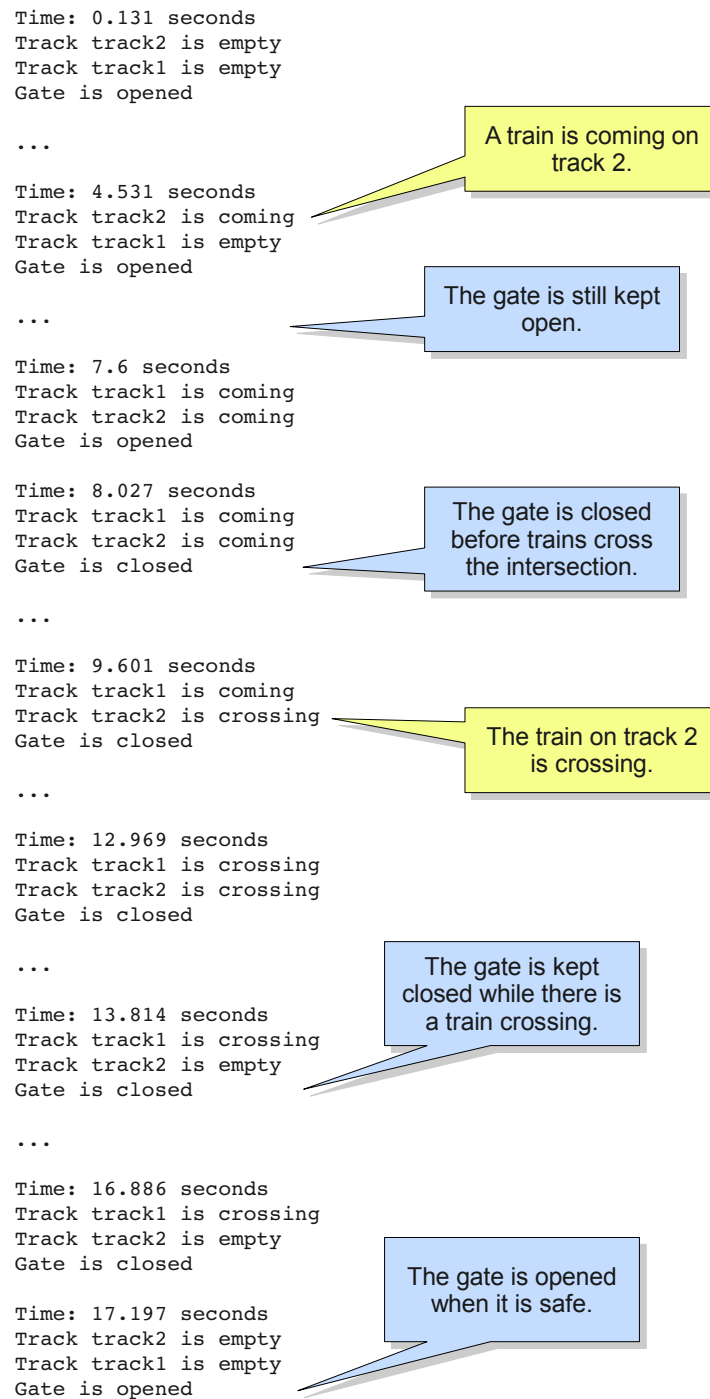 Time: 0.131 seconds
Track track2 is empty
Track track1 is empty
Gate is opened
...
A train is coming on
track 2.
Time: 4.531 seconds
Track track2 is coming
Track track1 is empty
Gate is opened
...
The gate is still kept
open.
Time: 7.6 seconds
Track track1 is coming
Track track2 is coming
Gate is opened
Time: 8.027 seconds
Track track1 is coming
Track track2 is coming
Gate is closed
The gate is closed
before trains cross
the intersection.
...
Time: 9.601 seconds
Track track1 is coming
Track track2 is crossing
Gate is closed
The train on track 2
is crossing.
...
Time: 12.969 seconds
Track track1 is crossing
Track track2 is crossing
Gate is closed
...
The gate is kept
closed while there is
a train crossing.
Time: 13.814 seconds
Track track1 is crossing
Track track2 is empty
Gate is closed
...
Time: 16.886 seconds
Track track1 is crossing
Track track2 is empty
Gate is closed
The gate is opened
when it is safe.
Time: 17.197 seconds
Track track2 is empty
Track track1 is empty
Gate is opened